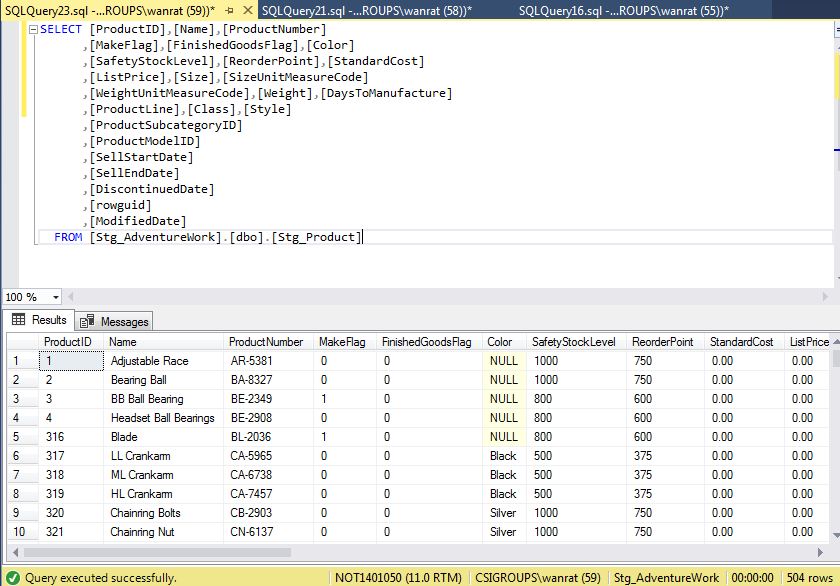 SQLQuery23.sql -...ROUPS\wanrat (59))* SQLQuery21.sql -...ROUPS\wanrat (58))* SQLQuery16.sql -...ROUPS\wanrat (55))*
SELECT [ProductID],[Name],[ProductNumber]
,[MakeFlag],[FinishedGoodsFlag],[Color]
,[SafetyStockLevel],[ReorderPoint],[StandardCost]
,[ListPrice],[Size],[SizeUnitMeasureCode]
,[WeightUnitMeasureCode],[Weight],[DaysToManufacture]
,[ProductLine],[Class],[Style]
,[ProductSubcategoryID]
,[ProductModelID]
,[SellStartDate]
,[SellEndDate]
,[DiscontinuedDate]
,[rowguid]
,[ModifiedDate]
FROM [Stg_AdventureWork].[dbo].[Stg_Product]
100 %
Results Messages
ProductID Name ProductNumber MakeFlag FinishedGoodsFlag Color SafetyStockLevel ReorderPoint StandardCost ListPrice
1 1 Adjustable Race AR-5381 0 0 NULL 1000 750 0.00 0.00
2 2 Bearing Ball BA-8327 0 0 NULL 1000 750 0.00 0.00
3 3 BB Ball Bearing BE-2349 1 0 NULL 800 600 0.00 0.00
4 4 Headset Ball Bearings BE-2908 0 0 NULL 800 600 0.00 0.00
5 316 Blade BL-2036 1 0 NULL 800 600 0.00 0.00
6 317 LL Crankarm CA-5965 0 0 Black 500 375 0.00 0.00
7 318 ML Crankarm CA-6738 0 0 Black 500 375 0.00 0.00
8 319 HL Crankarm CA-7457 0 0 Black 500 375 0.00 0.00
9 320 Chainring Bolts CB-2903 0 0 Silver 1000 750 0.00 0.00
10 321 Chainring Nut CN-6137 0 0 Silver 1000 750 0.00 0.00
Query executed successfully. NOT1401050 (11.0 RTM) CSIGROUPS\wanrat (59) Stg_AdventureWork 00:00:00 504 rows